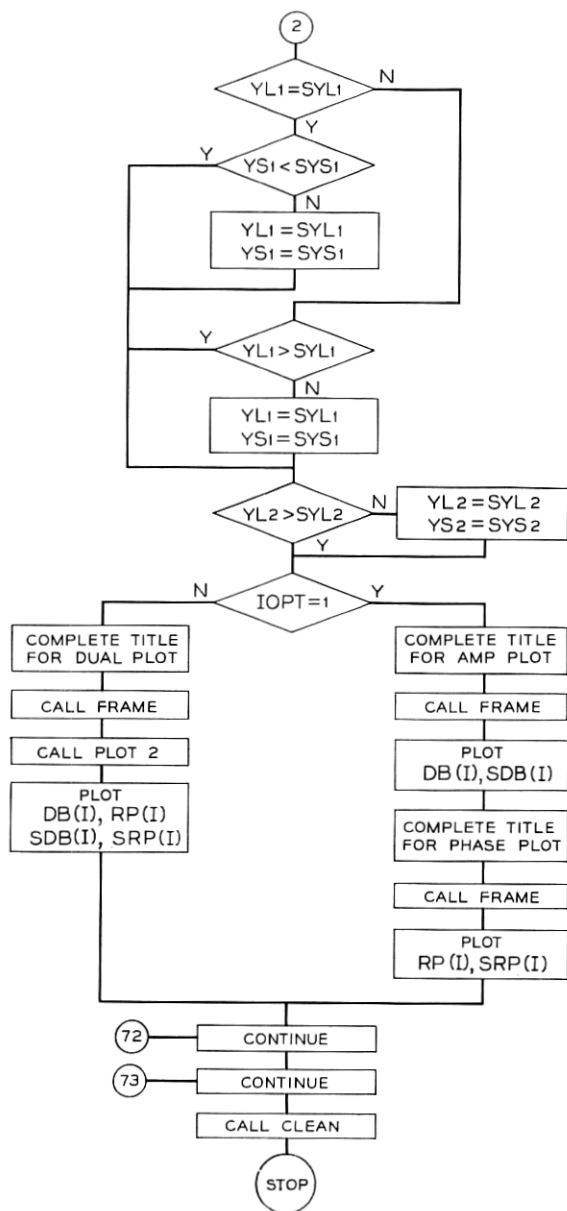 2
YL1=SYL1
N
Y
Y
YS1<SYS1
N
YL1=SYL1
YS1=SYS1
Y
YL1>SYL1
N
YL1=SYL1
YS1=SYS1
YL2>SYL2
N
YL2=SYL2
YS2=SYS2
Y
N
IOPT=1
Y
COMPLETE TITLE
FOR DUAL PLOT
CALL FRAME
CALL PLOT 2
PLOT
DB(I), RP(I)
SDB(I), SRP(I)
COMPLETE TITLE
FOR AMP PLOT
CALL FRAME
PLOT
DB(I), SDB(I)
COMPLETE TITLE
FOR PHASE PLOT
CALL FRAME
PLOT
RP(I), SRP(I)
72
CONTINUE
73
CONTINUE
CALL CLEAN
STOP